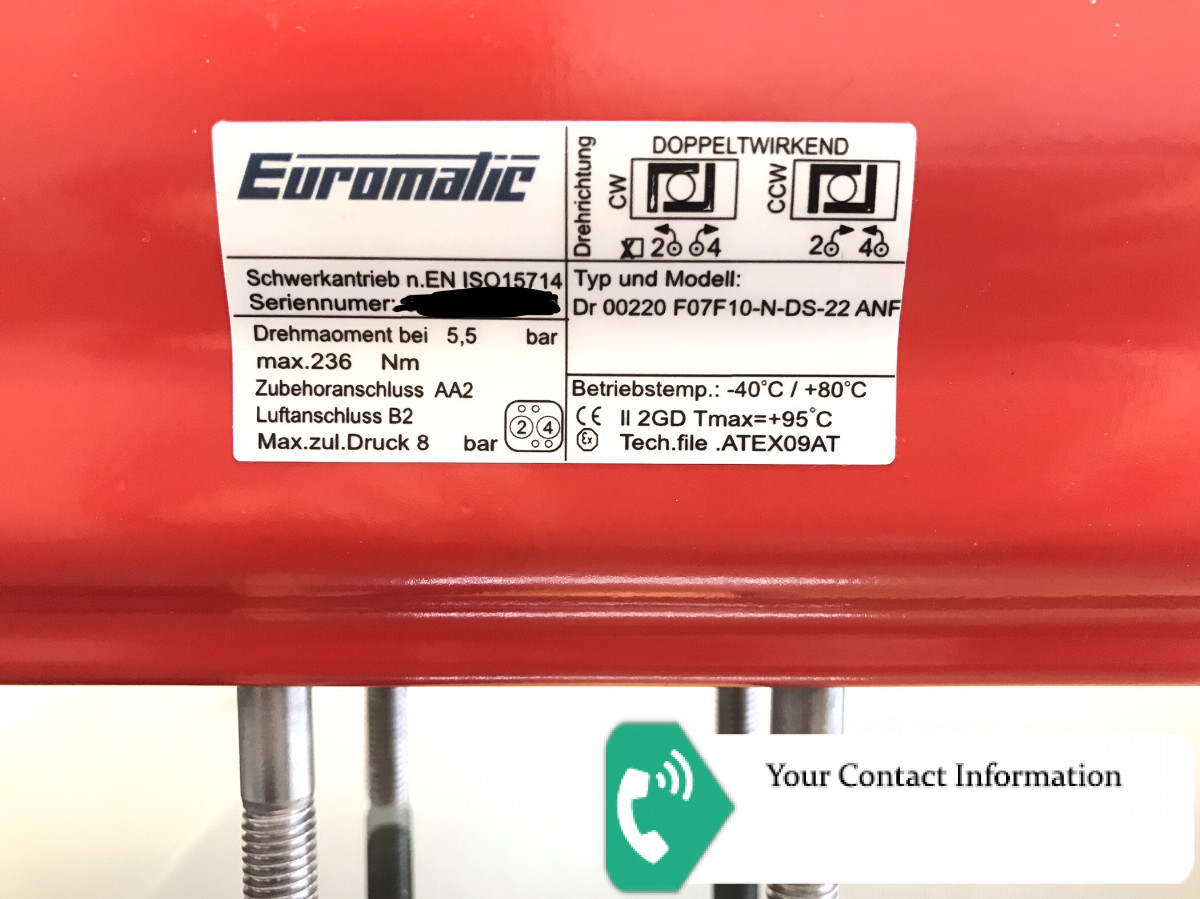 Euromatic
Schwerkantrieb n.EN ISO15714
Seriennumer:
Drehmaoment bei 5,5 bar
max.236 Nm
Zubehoranschluss AA2
Luftanschluss B2
Max.zul.Druck 8 bar
2 4
Drehrichtung
DOPPELTWIRKEND
CW
CCW
X 2 4
2 4
Typ und Modell:
Dr 00220 F07F10-N-DS-22 ANF
Betriebstemp.: -40°C / +80°C
CE II 2GD Tmax=+95°C
Ex Tech.file .ATEX09AT
Your Contact Information